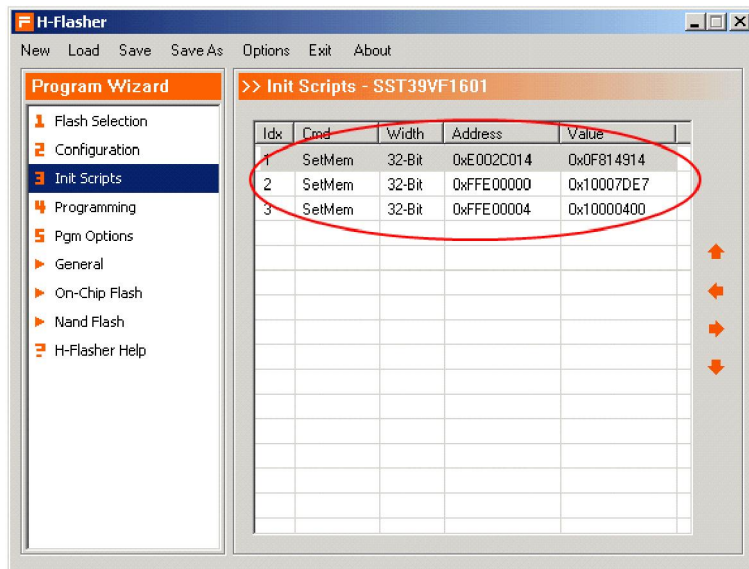 H-Flasher
New Load Save Save As Options Exit About
Program Wizard
1 Flash Selection
2 Configuration
3 Init Scripts
4 Programming
5 Pgm Options
General
On-Chip Flash
Nand Flash
? H-Flasher Help
>> Init Scripts - SST39VF1601
Idx Cmd Width Address Value
1 SetMem 32-Bit 0xE002C014 0x0F814914
2 SetMem 32-Bit 0xFFE00000 0x10007DE7
3 SetMem 32-Bit 0xFFE00004 0x10000400